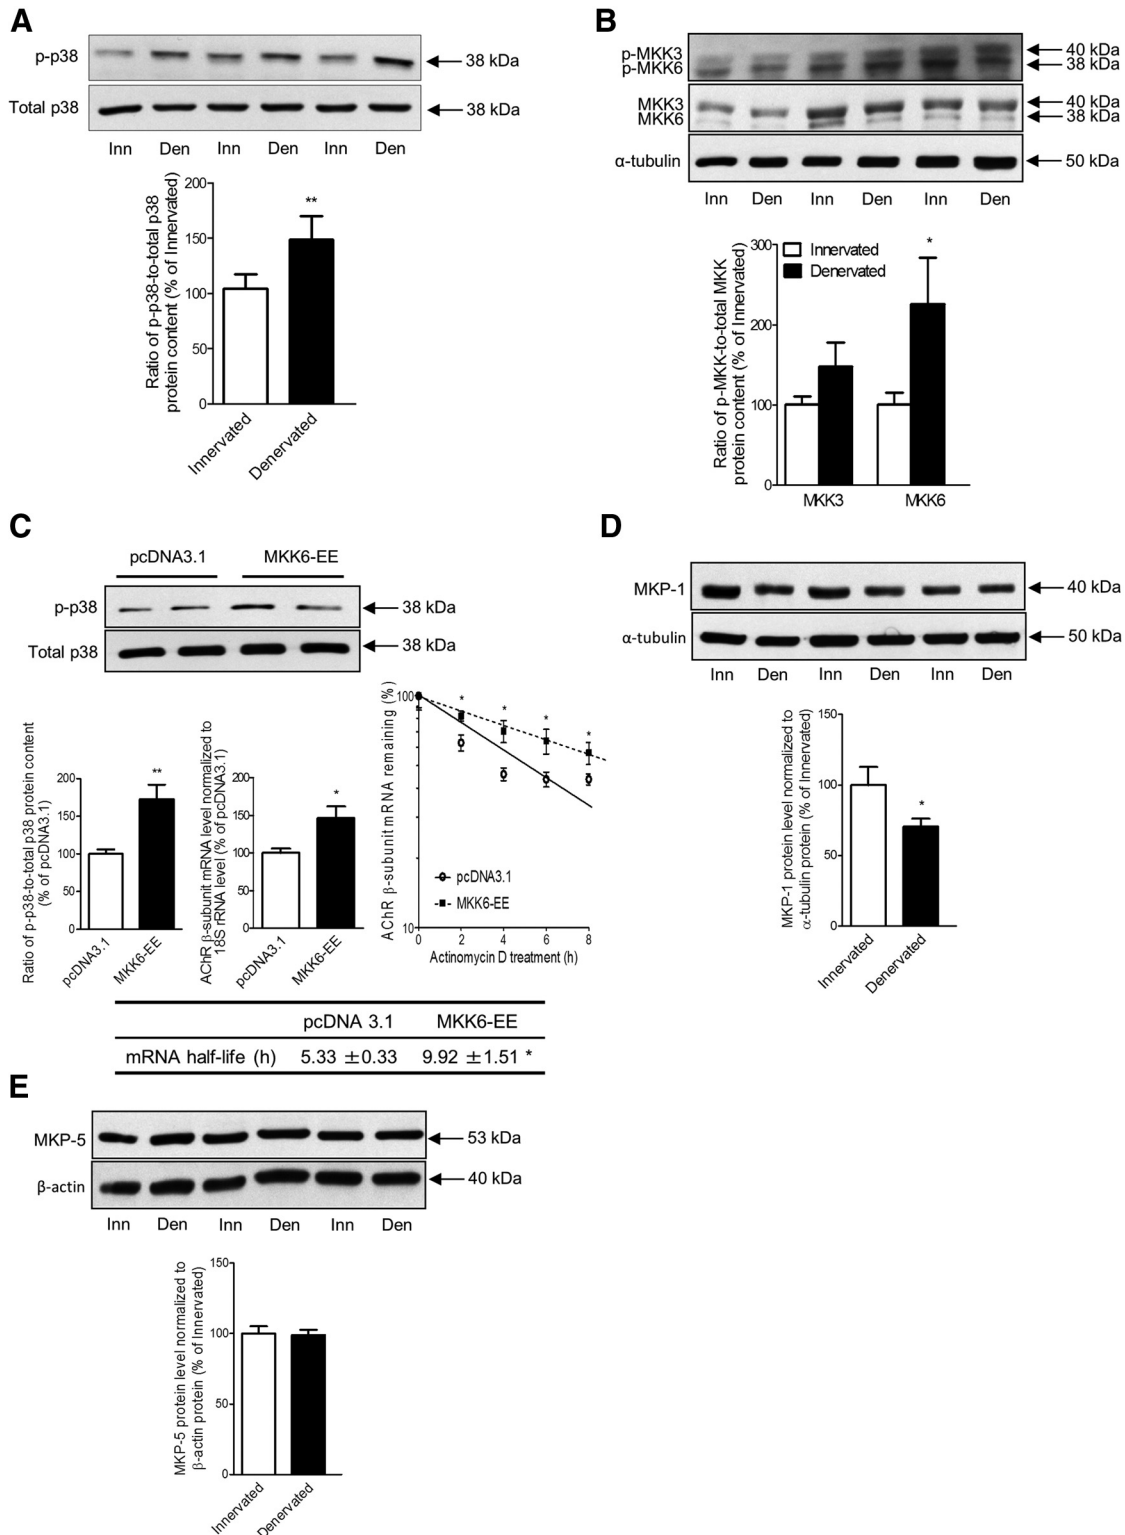 A
p-p38
38 kDa
Total p38
38 kDa
Inn Den Inn Den Inn Den
Ratio of p-p38-to-total p38
protein content (% of Innervated)
200
150
100
50
0
**
Innervated
Denervated
B
p-MKK3
p-MKK6
40 kDa
38 kDa
MKK3
MKK6
40 kDa
38 kDa
α-tubulin
50 kDa
Inn Den Inn Den Inn Den
Ratio of p-MKK-to-total MKK
protein content (% of Innervated)
300
200
100
0
Innervated
Denervated
*
MKK3
MKK6
C
pcDNA3.1 MKK6-EE
p-p38
38 kDa
Total p38
38 kDa
Ratio of p-p38-to-total p38 protein content
(% of pcDNA3.1)
200
150
100
50
0
**
pcDNA3.1
MKK6-EE
AChR β-subunit mRNA level normalized to
18S rRNA level (% of pcDNA3.1)
200
150
100
50
0
*
pcDNA3.1
MKK6-EE
AChR β-subunit mRNA remaining (%)
100
10
* * * *
pcDNA3.1
MKK6-EE
0 2 4 6 8
Actinomycin D treatment (h)
pcDNA 3.1 MKK6-EE
mRNA half-life (h) 5.33 ±0.33 9.92 ±1.51 *
D
MKP-1
40 kDa
α-tubulin
50 kDa
Inn Den Inn Den Inn Den
MKP-1 protein level normalized to
α-tubulin protein (% of Innervated)
150
100
50
0
*
Innervated
Denervated
E
MKP-5
53 kDa
β-actin
40 kDa
Inn Den Inn Den Inn Den
MKP-5 protein level normalized to
β-actin protein (% of Innervated)
150
100
50
0
Innervated
Denervated